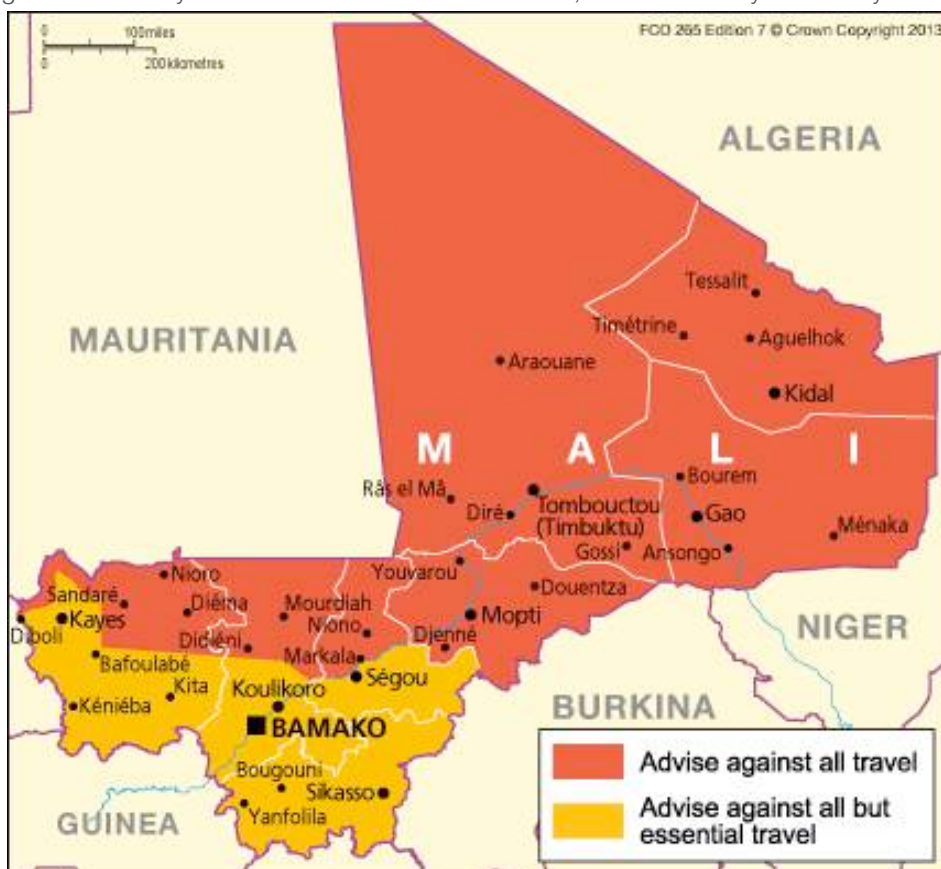 0 100miles
0 200 kilometres
FCO 265 Edition 7 © Crown Copyright 2013
ALGERIA
Tessalit
MAURITANIA
Timétrine
Aguelhok
Araouane
Kidal
M A L I
Râs el Mâ
Bourem
Diré
Tombouctou
(Timbuktu)
Gao
Ménaka
Gossi
Ansongo
Nioro
Youvarou
Douentza
Sandaré
Kayes
Diéma
Mourdiah
Niono
Mopti
NIGER
Diboli
Didiéni
Djenné
Bafoulabé
Markala
Ségou
Kita
Koulikoro
Kéniéba
BURKINA
BAMAKO
Bougouni
Sikasso
Yanfolila
GUINEA
Advise against all travel
Advise against all but
essential travel